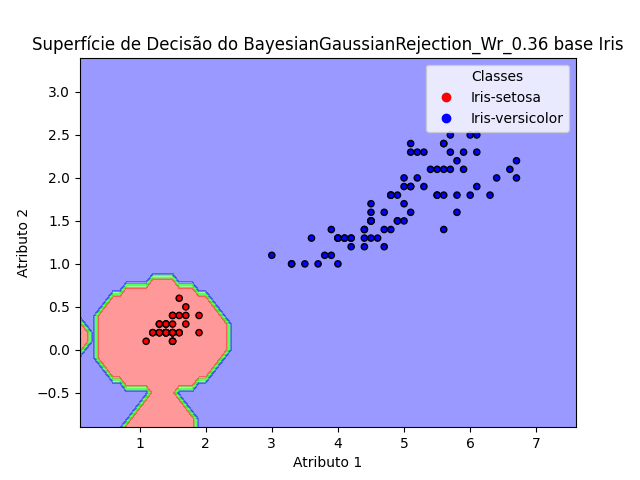 Superfície de Decisão do BayesianGaussianRejection_Wr_0.36 base Iris
Classes
Iris-setosa
Iris-versicolor
Atributo 2
3.0
2.5
2.0
1.5
1.0
0.5
0.0
−0.5
1 2 3 4 5 6 7
Atributo 1